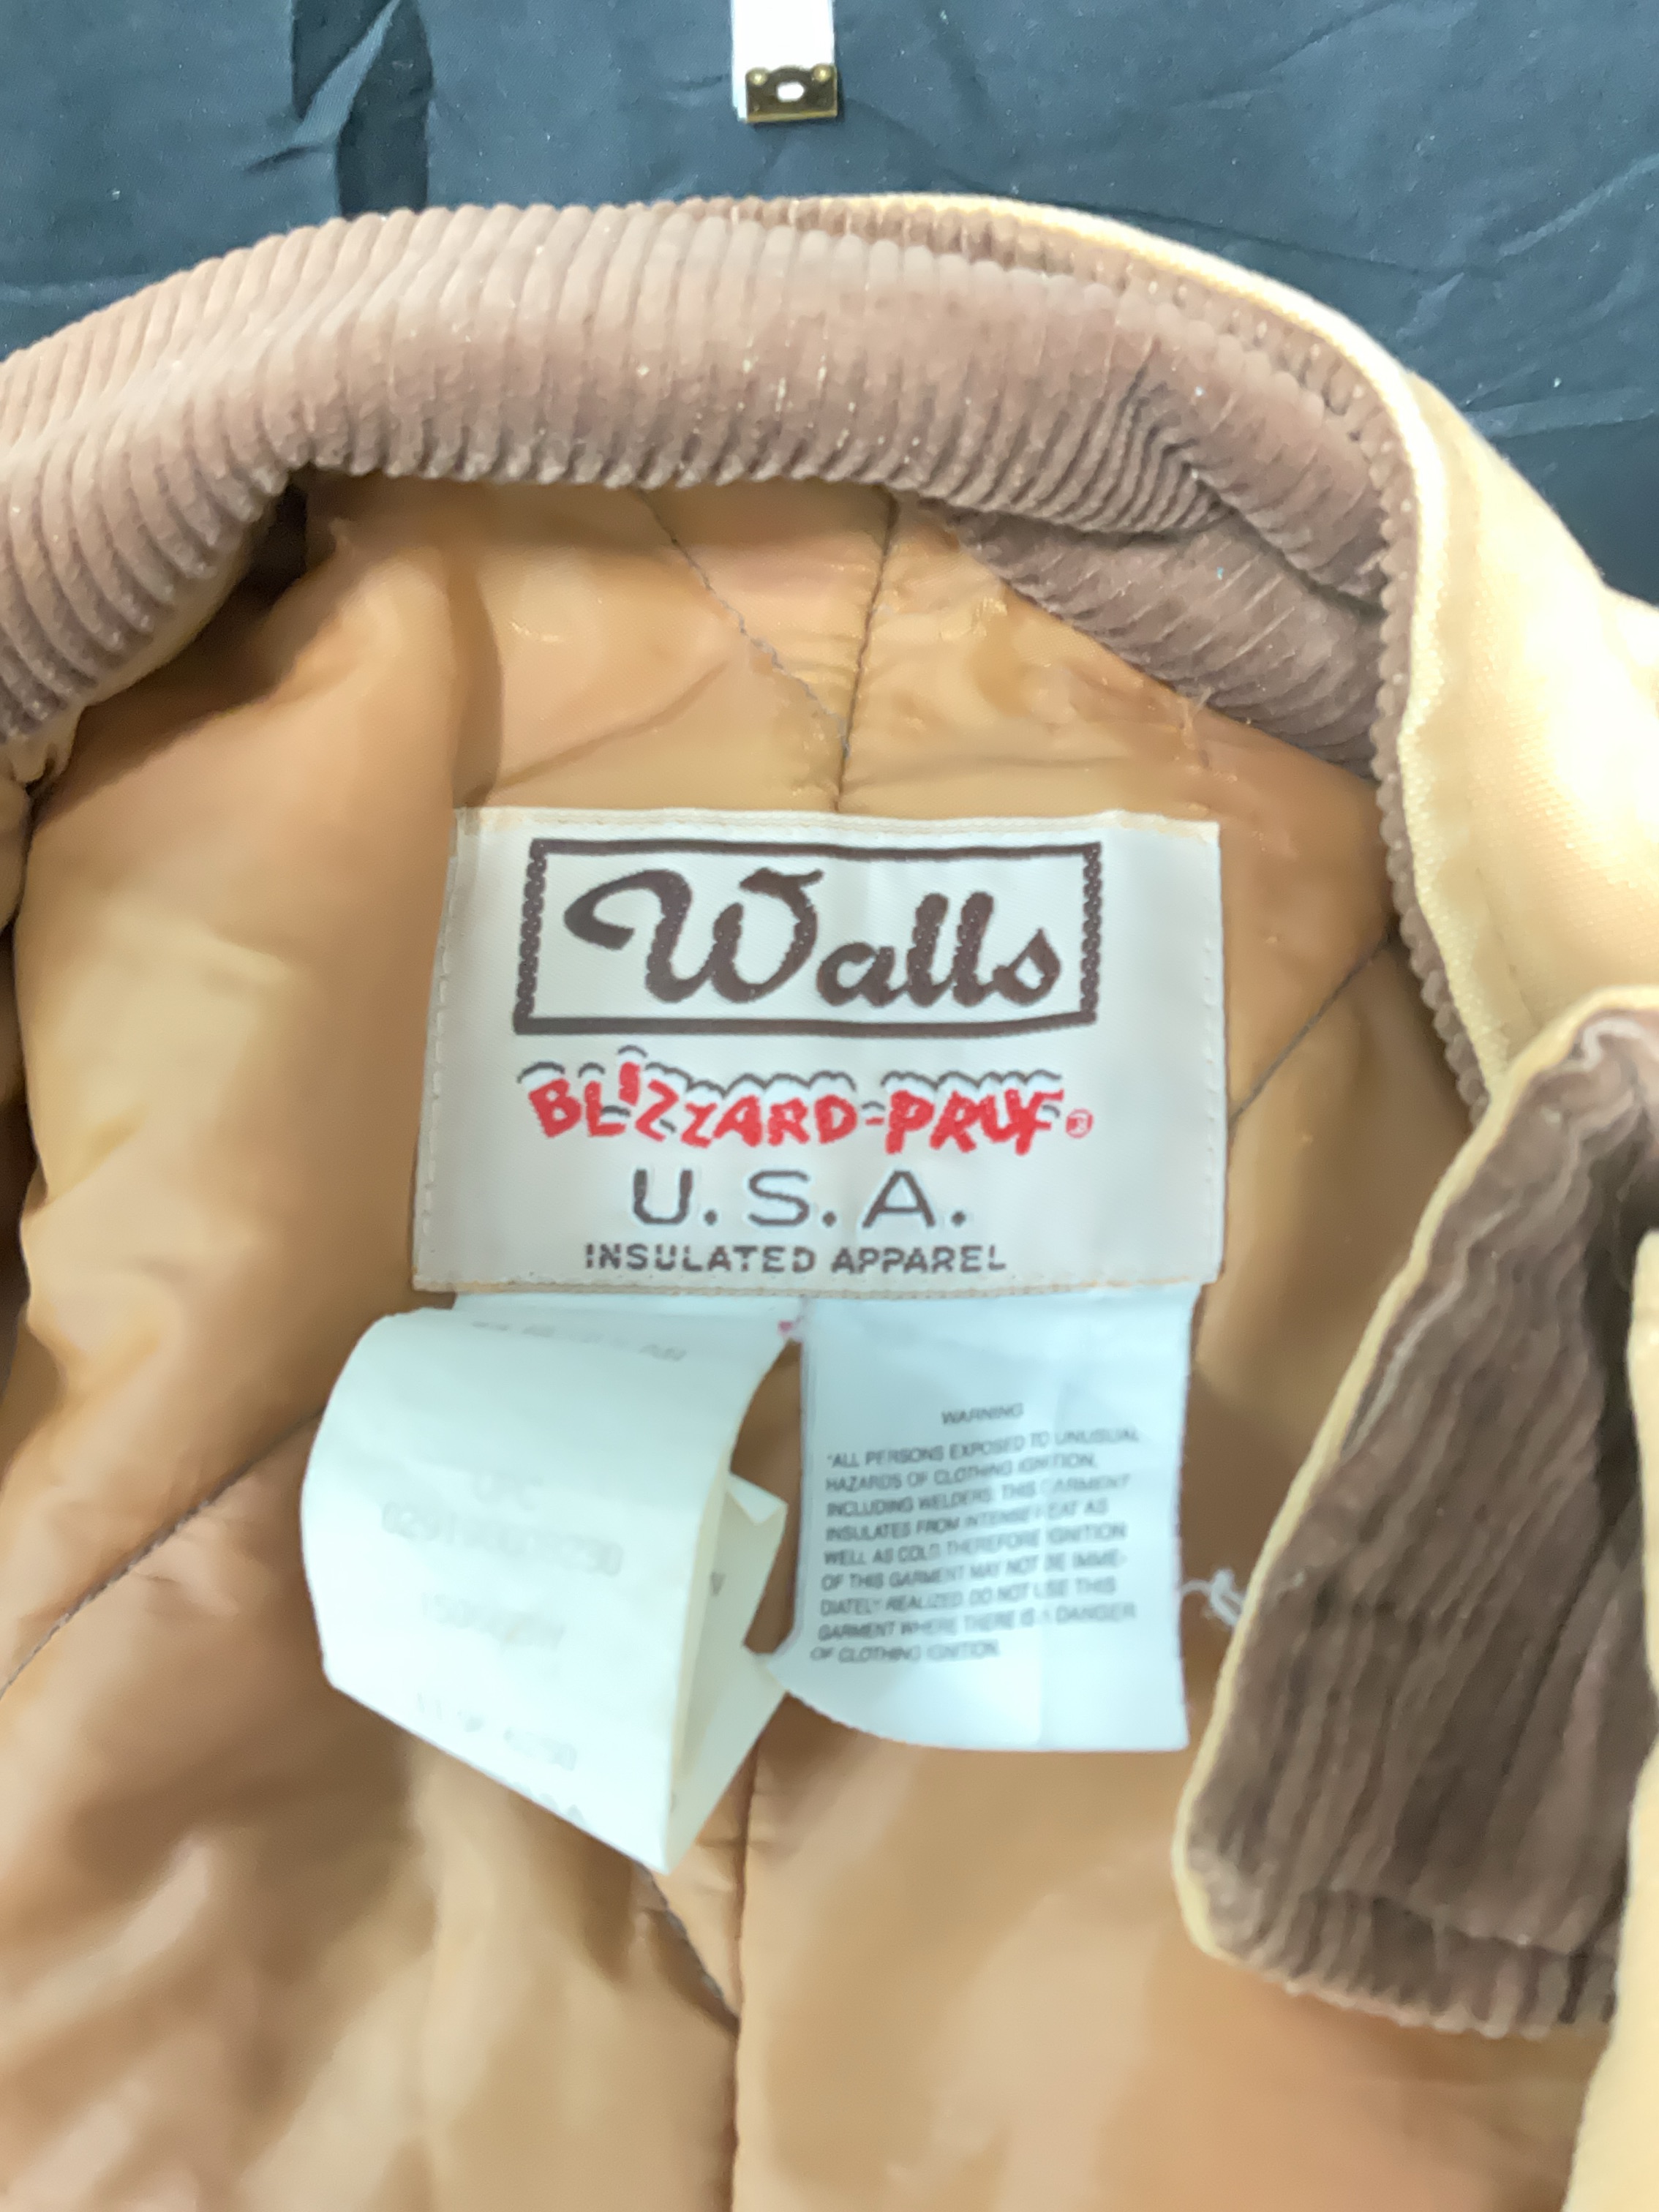 Walls
BLIZZARD-PRUF®
U.S.A.
INSULATED APPAREL
WARNING
"ALL PERSONS EXPOSED TO UNUSUAL
HAZARDS OF CLOTHING IGNITION,
INCLUDING WELDERS: THIS GARMENT
INSULATES FROM INTENSE HEAT AS
WELL AS COLD THEREFORE IGNITION
OF THIS GARMENT MAY NOT BE IMME-
DIATELY REALIZED. DO NOT USE THIS
GARMENT WHERE THERE IS A DANGER
OF CLOTHING IGNITION.